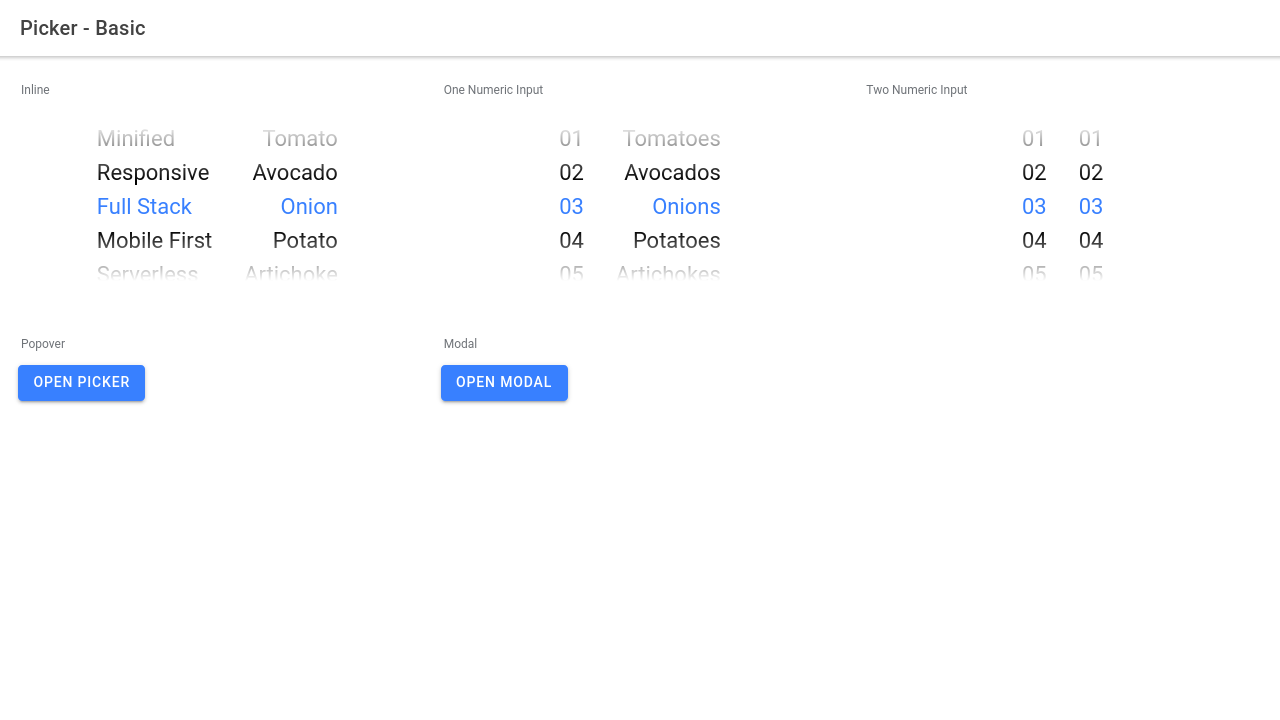 Picker - Basic
Inline
One Numeric Input
Two Numeric Input
Minified Tomato
Responsive Avocado
Full Stack Onion
Mobile First Potato
Serverless Artichoke
01 Tomatoes
02 Avocados
03 Onions
04 Potatoes
05 Artichokes
01 01
02 02
03 03
04 04
05 05
Popover
OPEN PICKER
Modal
OPEN MODAL